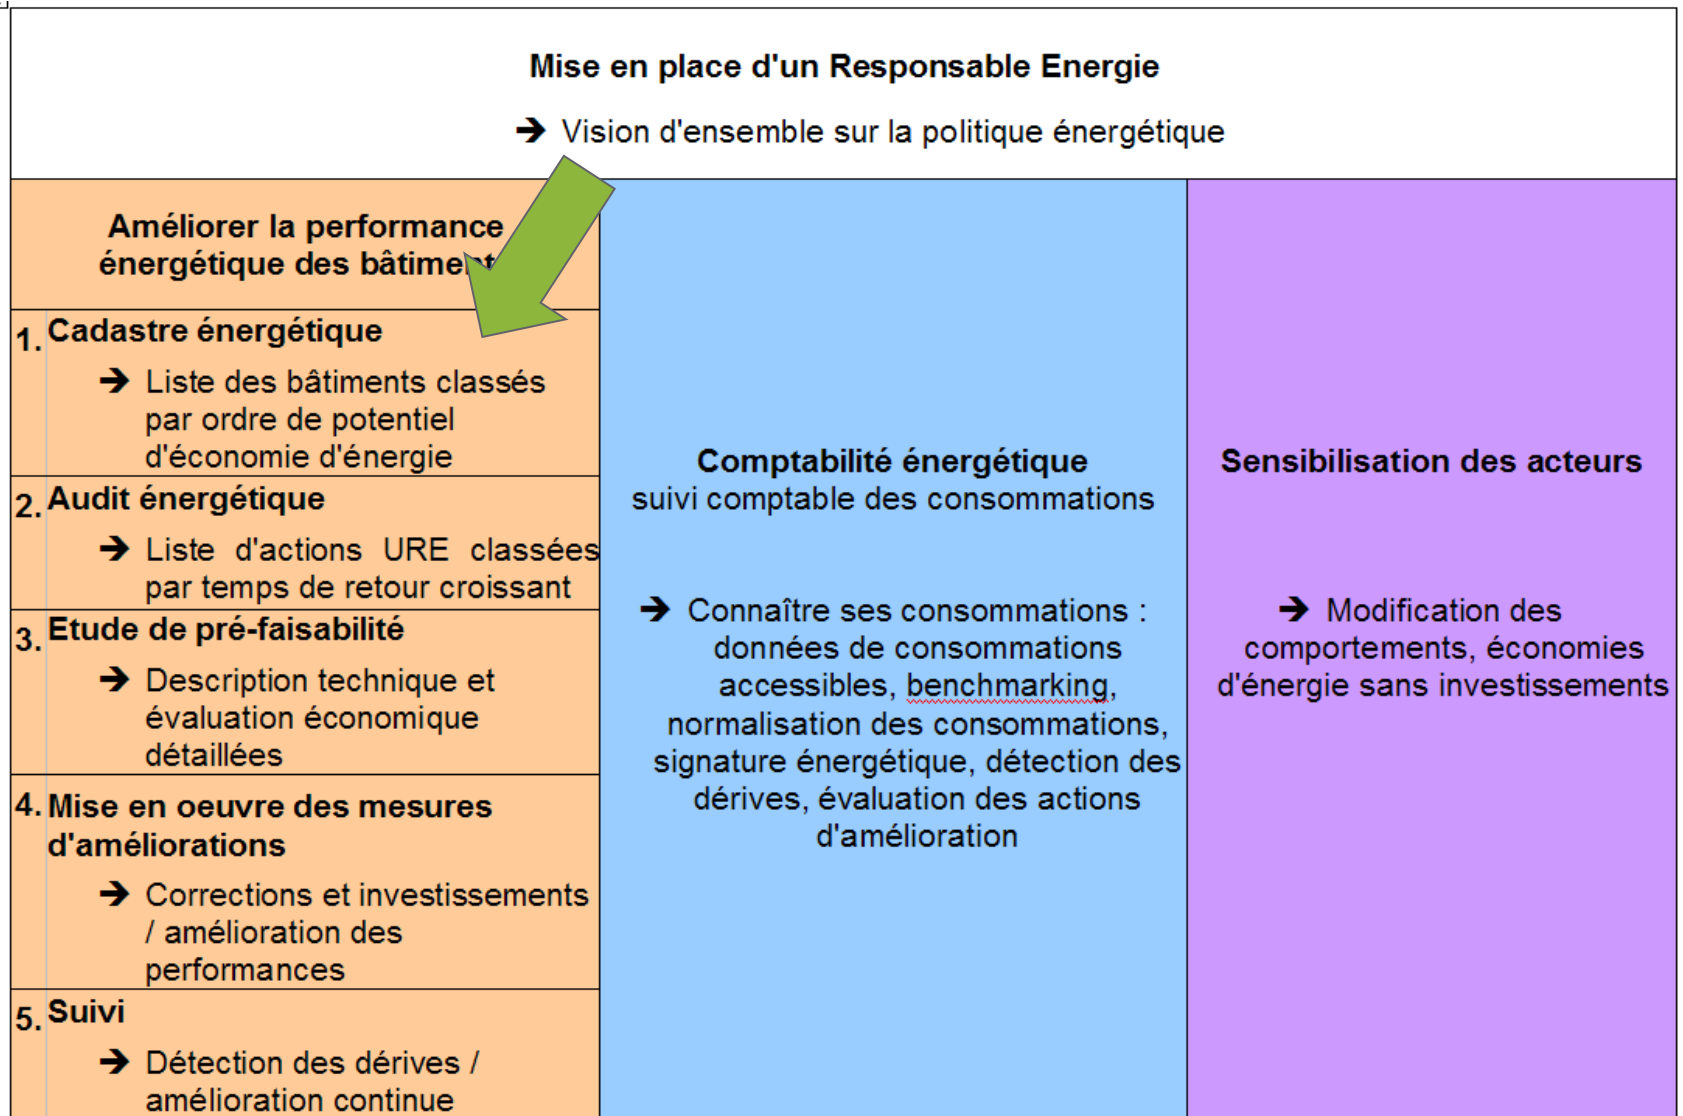 Mise en place d'un Responsable Energie
➔ Vision d'ensemble sur la politique énergétique
Améliorer la performance
énergétique des bâtiment
1. Cadastre énergétique
➔ Liste des bâtiments classés
par ordre de potentiel
d'économie d'énergie
2. Audit énergétique
➔ Liste d'actions URE classées
par temps de retour croissant
3. Etude de pré-faisabilité
➔ Description technique et
évaluation économique
détaillées
4. Mise en oeuvre des mesures
d'améliorations
➔ Corrections et investissements
/ amélioration des
performances
5. Suivi
➔ Détection des dérives /
amélioration continue
Comptabilité énergétique
suivi comptable des consommations
➔ Connaître ses consommations :
données de consommations
accessibles, benchmarking,
normalisation des consommations,
signature énergétique, détection des
dérives, évaluation des actions
d'amélioration
Sensibilisation des acteurs
➔ Modification des
comportements, économies
d'énergie sans investissements